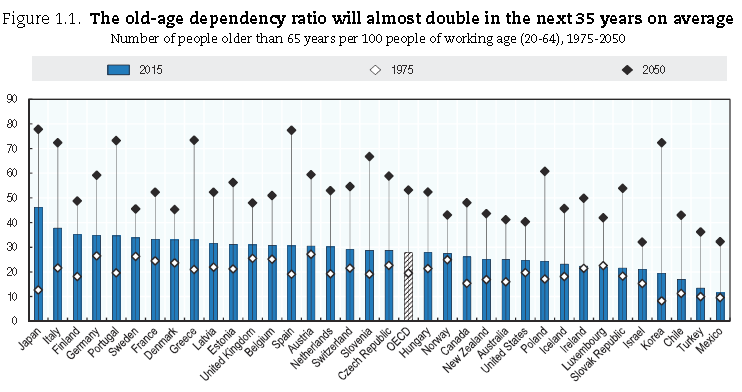 Figure 1.1. The old-age dependency ratio will almost double in the next 35 years on average
Number of people older than 65 years per 100 people of working age (20-64), 1975-2050
2015 1975 2050
90
80
70
60
50
40
30
20
10
0
Japan
Italy
Finland
Germany
Portugal
Sweden
France
Denmark
Greece
Latvia
Estonia
United Kingdom
Belgium
Spain
Austria
Netherlands
Switzerland
Slovenia
Czech Republic
OECD
Hungary
Norway
Canada
New Zealand
Australia
United States
Poland
Iceland
Ireland
Luxembourg
Slovak Republic
Israel
Korea
Chile
Turkey
Mexico